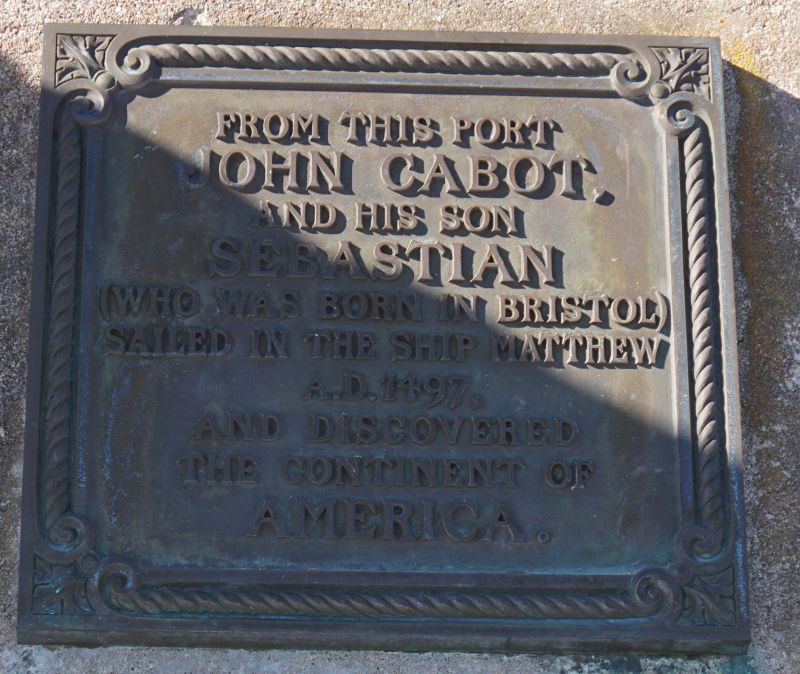 FROM THIS PORT
JOHN CABOT.
AND HIS SON
SEBASTIAN
(WHO WAS BORN IN BRISTOL)
SAILED IN THE SHIP MATTHEW
A.D. 1497,
AND DISCOVERED
THE CONTINENT OF
AMERICA.